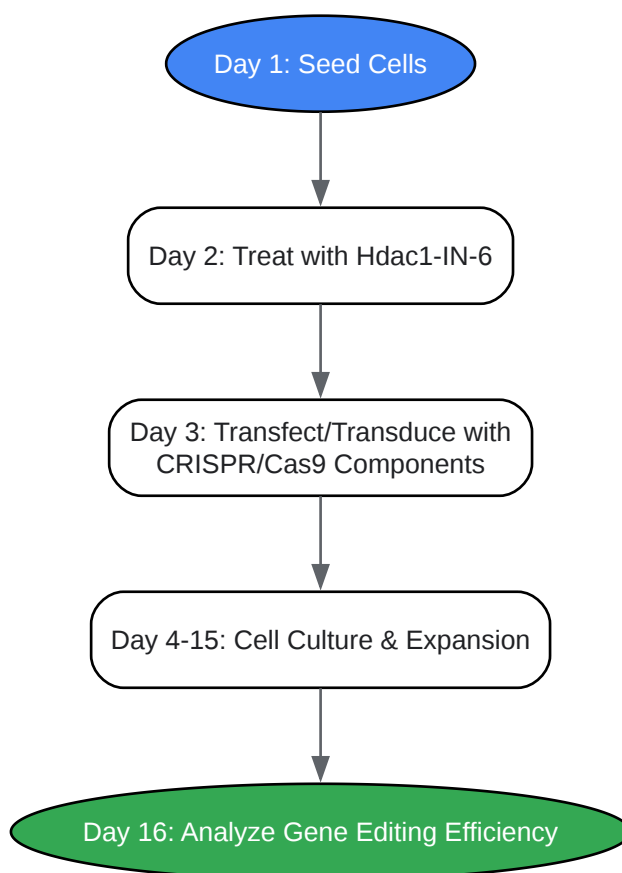 Day 1: Seed Cells
Day 2: Treat with Hdac1-IN-6
Day 3: Transfect/Transduce with
CRISPR/Cas9 Components
Day 4-15: Cell Culture & Expansion
Day 16: Analyze Gene Editing Efficiency